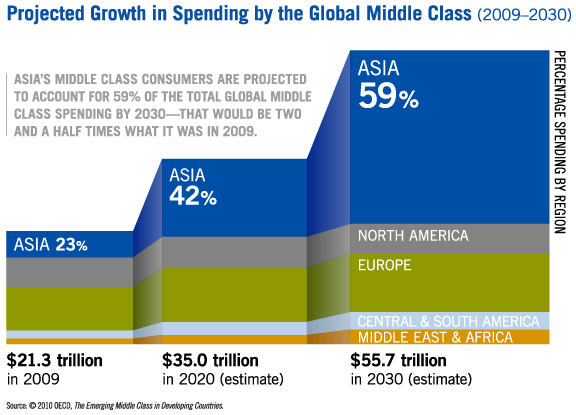 Projected Growth in Spending by the Global Middle Class (2009–2030)
ASIA'S MIDDLE CLASS CONSUMERS ARE PROJECTED
TO ACCOUNT FOR 59% OF THE TOTAL GLOBAL MIDDLE
CLASS SPENDING BY 2030—THAT WOULD BE TWO
AND A HALF TIMES WHAT IT WAS IN 2009.
ASIA 23%
ASIA
42%
ASIA
59%
NORTH AMERICA
EUROPE
CENTRAL & SOUTH AMERICA
MIDDLE EAST & AFRICA
PERCENTAGE SPENDING BY REGION
$21.3 trillion
in 2009
$35.0 trillion
in 2020 (estimate)
$55.7 trillion
in 2030 (estimate)
Source: © 2010 OECD, The Emerging Middle Class in Developing Countries.